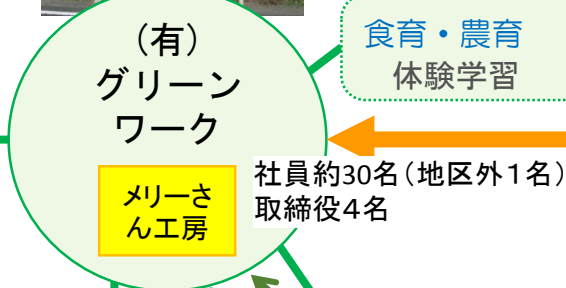 (有)
グリーン
ワーク
メリーさ
ん工房
食育・農育
体験学習
社員約30名(地区外1名)
取締役4名